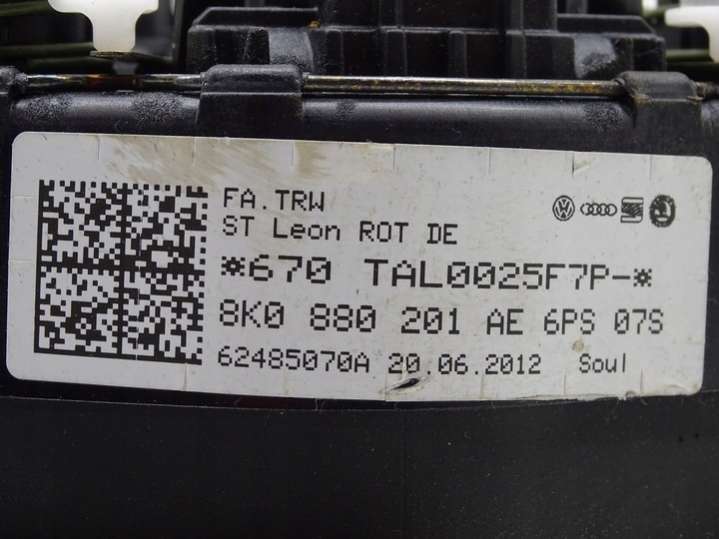 FA.TRW
ST Leon ROT DE
*670 TAL0025F7P-*
8K0 880 201 AE 6PS 07S
62485070A 20.06.2012 Soul